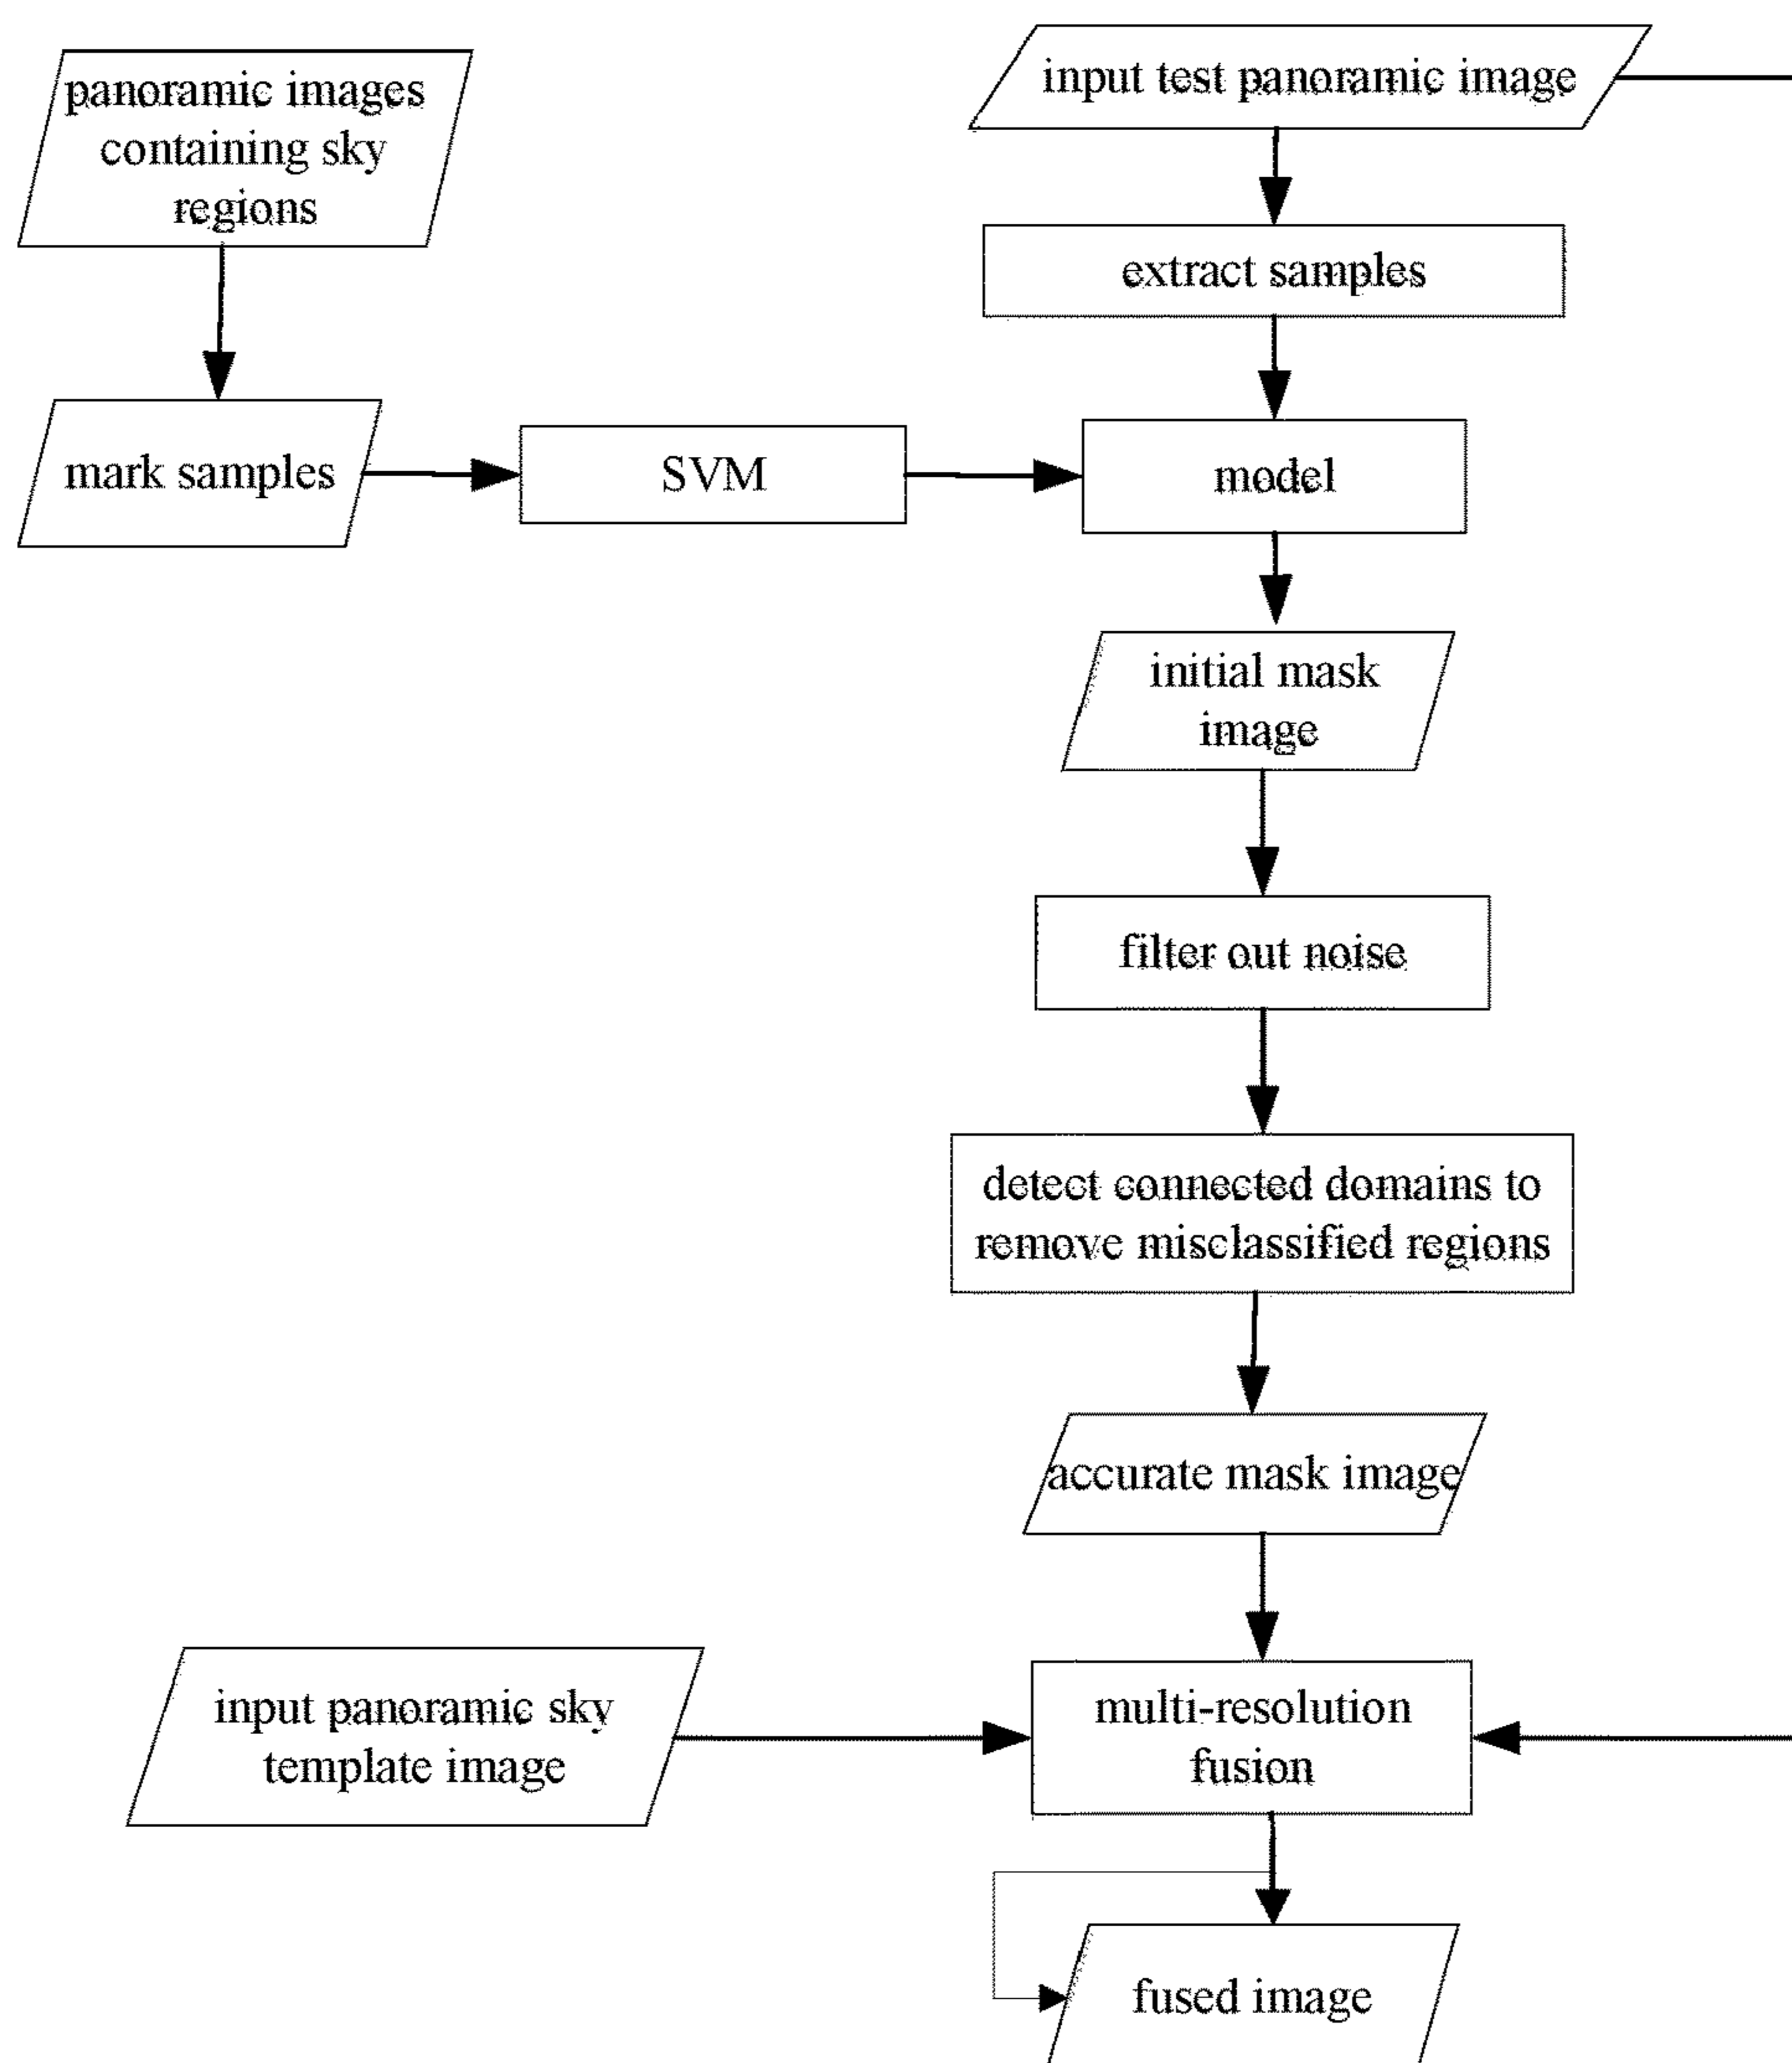 panoramic images
containing sky
regions
input test panoramic image
extract samples
mark samples
SVM
model
initial mask
image
filter out noise
detect connected domains to
remove misclassified regions
accurate mask image
input panoramic sky
template image
multi-resolution
fusion
fused image